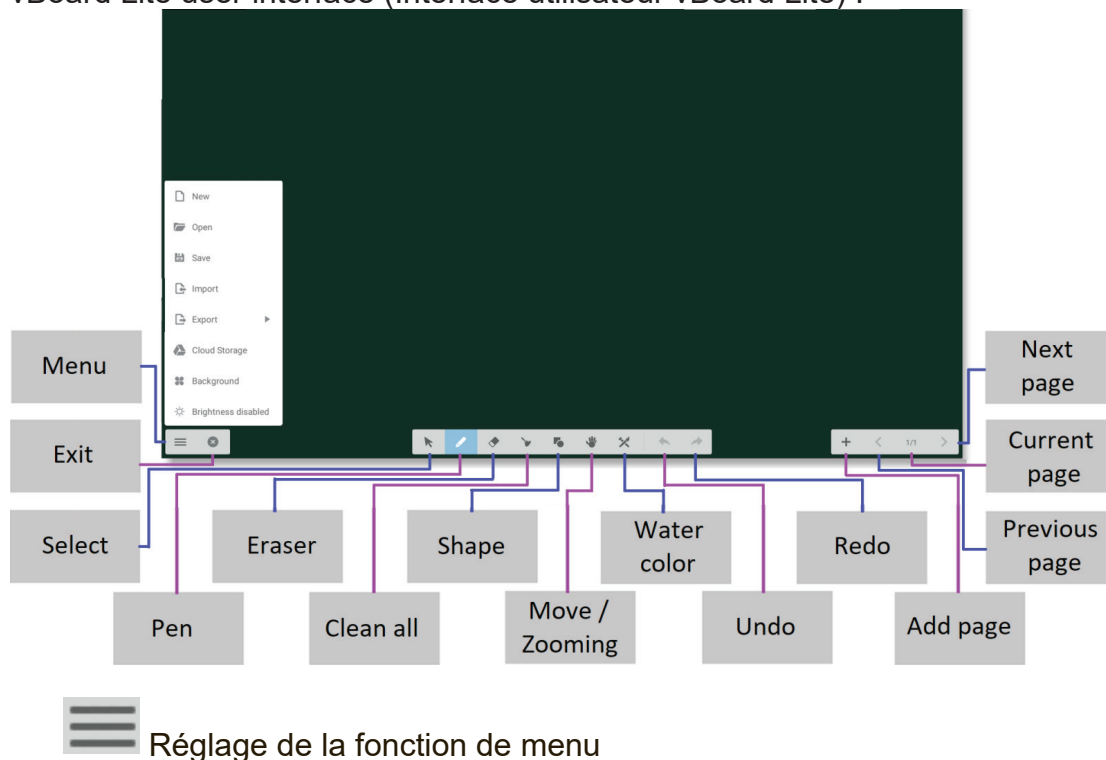 vBoard Lite user interface (Interface utilisateur vBoard Lite) :
New
Open
Save
Import
Export
Cloud Storage
Background
Brightness disabled
1/1
Menu
Exit
Select
Pen
Eraser
Clean all
Shape
Move /
Zooming
Water
color
Undo
Redo
Add page
Next
page
Current
page
Previous
page
Réglage de la fonction de menu